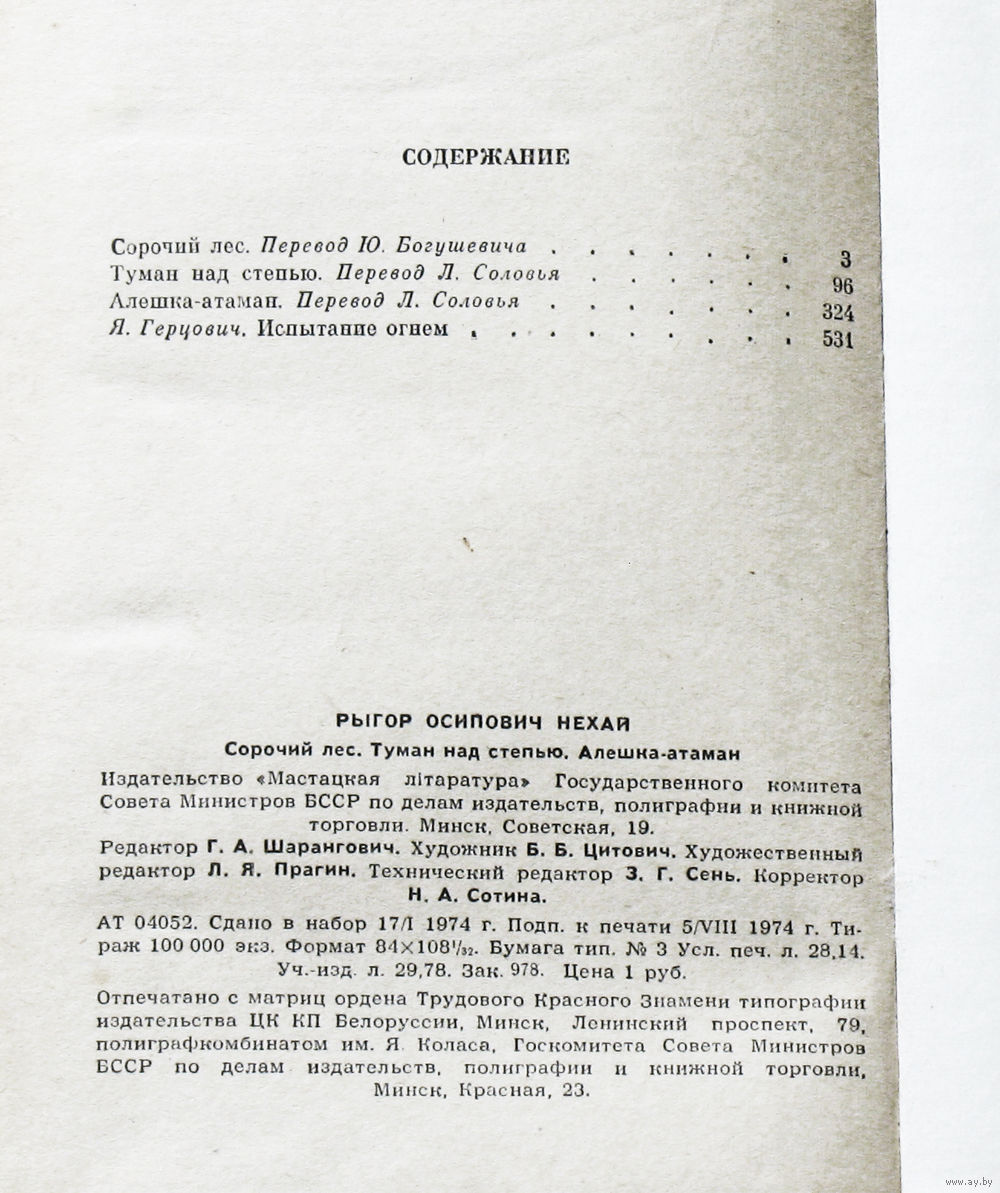 СОДЕРЖАНИЕ
Сорочий лес. Перевод Ю. Богушевича . . . . . . . 3
Туман над степью. Перевод Л. Соловья . . . . . . 96
Алешка-атаман. Перевод Л. Соловья . . . . . . . 324
Я. Герцович. Испытание огнем . . . . . . . . . 531
РЫГОР ОСИПОВИЧ НЕХАЙ
Сорочий лес. Туман над степью. Алешка-атаман
Издательство «Мастацкая літаратура» Государственного комитета
Совета Министров БССР по делам издательств, полиграфии и книжной
торговли. Минск, Советская, 19.
Редактор Г. А. Шарангович. Художник Б. Б. Цитович. Художественный
редактор Л. Я. Прагин. Технический редактор З. Г. Сень. Корректор
Н. А. Сотина.
АТ 04052. Сдано в набор 17/I 1974 г. Подп. к печати 5/VIII 1974 г. Ти-
раж 100 000 экз. Формат 84×108¹/₃₂. Бумага тип. № 3 Усл. печ. л. 28,14.
Уч.-изд. л. 29,78. Зак. 978. Цена 1 руб.
Отпечатано с матриц ордена Трудового Красного Знамени типографии
издательства ЦК КП Белоруссии, Минск, Ленинский проспект, 79,
полиграфкомбинатом им. Я. Коласа, Госкомитета Совета Министров
БССР по делам издательств, полиграфии и книжной торговли,
Минск, Красная, 23.
www.ay.by